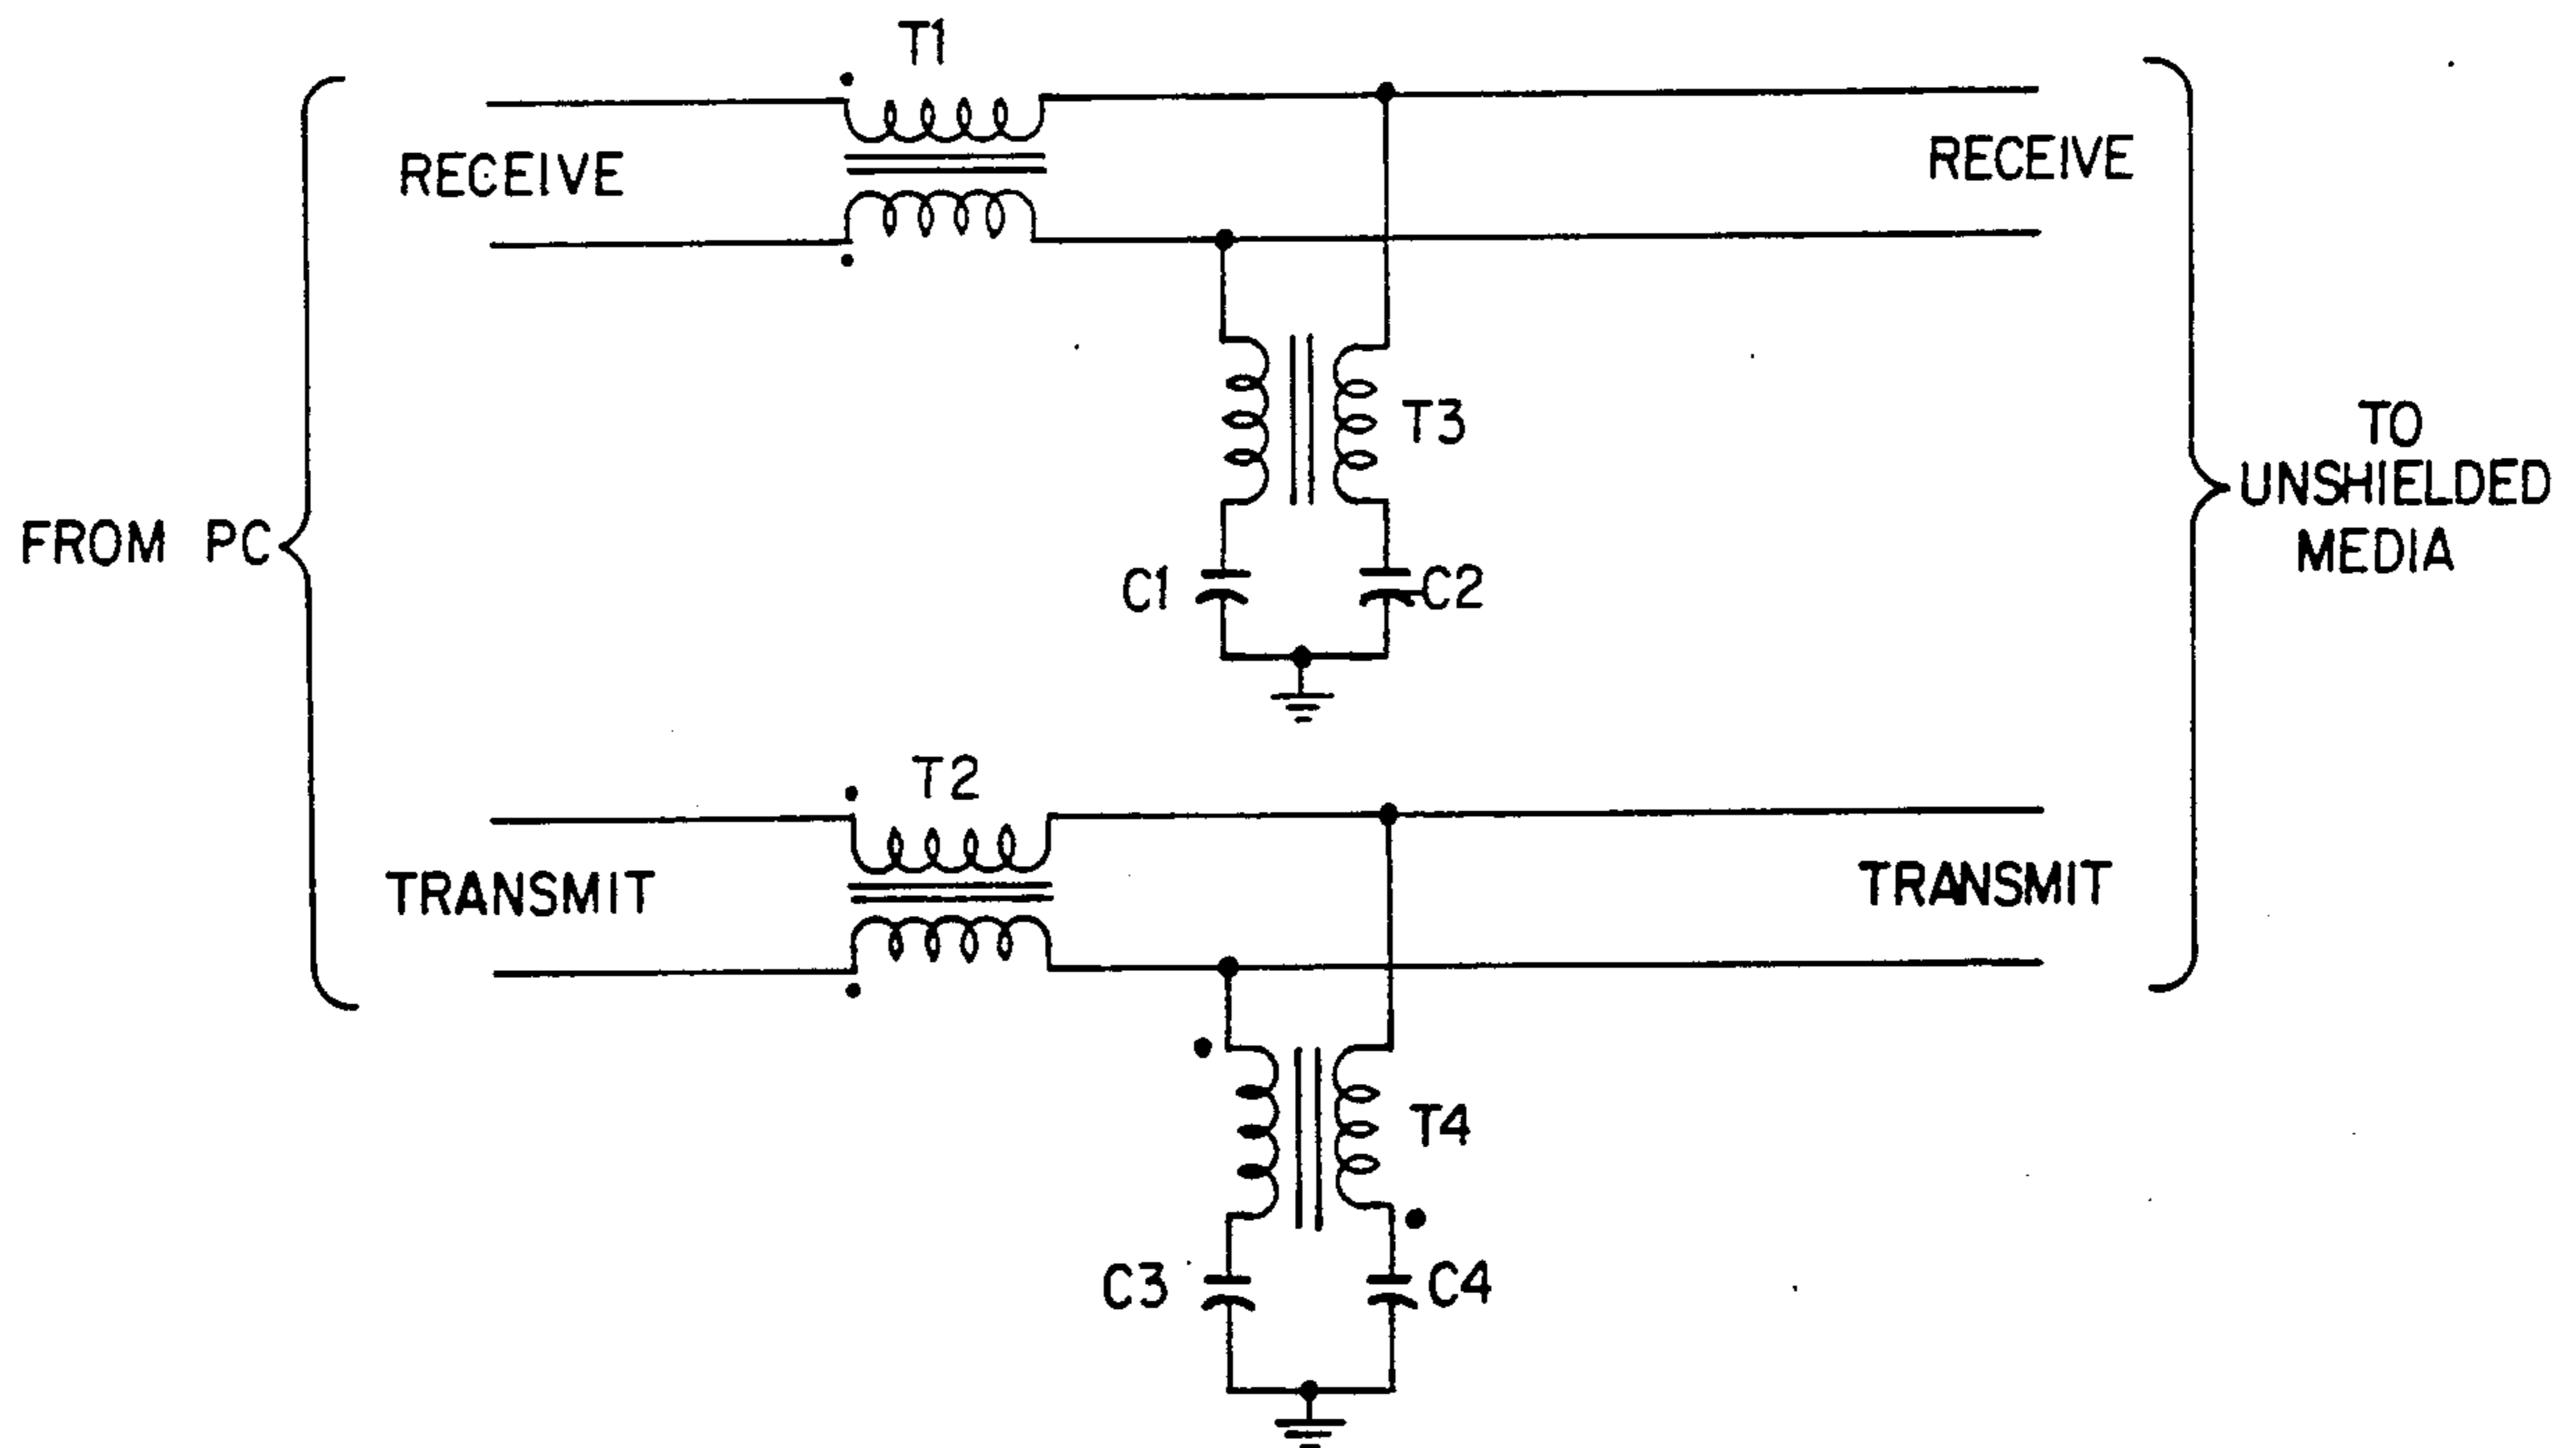 T1
RECEIVE
RECEIVE
T3
FROM PC
TO
UNSHIELDED
MEDIA
C1
C2
T2
TRANSMIT
TRANSMIT
T4
C3
C4